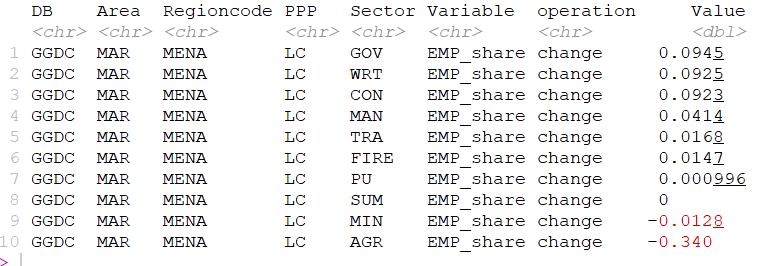 DB Area Regioncode PPP Sector Variable operation Value
<chr> <chr> <chr> <chr> <chr> <chr> <chr> <dbl>
1 GGDC MAR MENA LC GOV EMP_share change 0.0945
2 GGDC MAR MENA LC WRT EMP_share change 0.0925
3 GGDC MAR MENA LC CON EMP_share change 0.0923
4 GGDC MAR MENA LC MAN EMP_share change 0.0414
5 GGDC MAR MENA LC TRA EMP_share change 0.0168
6 GGDC MAR MENA LC FIRE EMP_share change 0.0147
7 GGDC MAR MENA LC PU EMP_share change 0.000996
8 GGDC MAR MENA LC SUM EMP_share change 0
9 GGDC MAR MENA LC MIN EMP_share change -0.0128
10 GGDC MAR MENA LC AGR EMP_share change -0.340
>